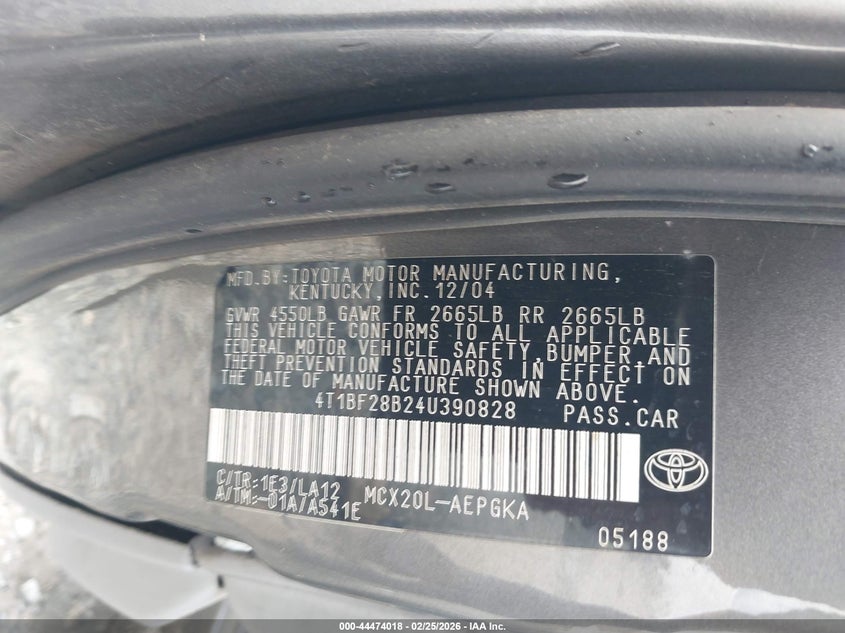 MFD.BY:TOYOTA MOTOR MANUFACTURING,
KENTUCKY,INC.12/04
GVWR 4550LB GAWR FR 2665LB RR 2665LB
THIS VEHICLE CONFORMS TO ALL APPLICABLE
FEDERAL MOTOR VEHICLE SAFETY,BUMPER,AND
THEFT PREVENTION STANDARDS IN EFFECT ON
THE DATE OF MANUFACTURE SHOWN ABOVE.
4T1BF28B24U390828 PASS.CAR
C/TR:1E3/LA12 MCX20L-AEPGKA
A/TM:-01A/A541E
05188
000-44474018 | 02/25/2026 | IAA Inc.